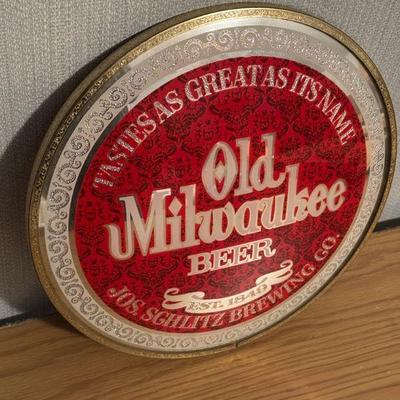 TASTES AS GREAT AS ITS NAME
Old
Milwaukee
BEER
EST. 1849
JOS. SCHLITZ BREWING CO.